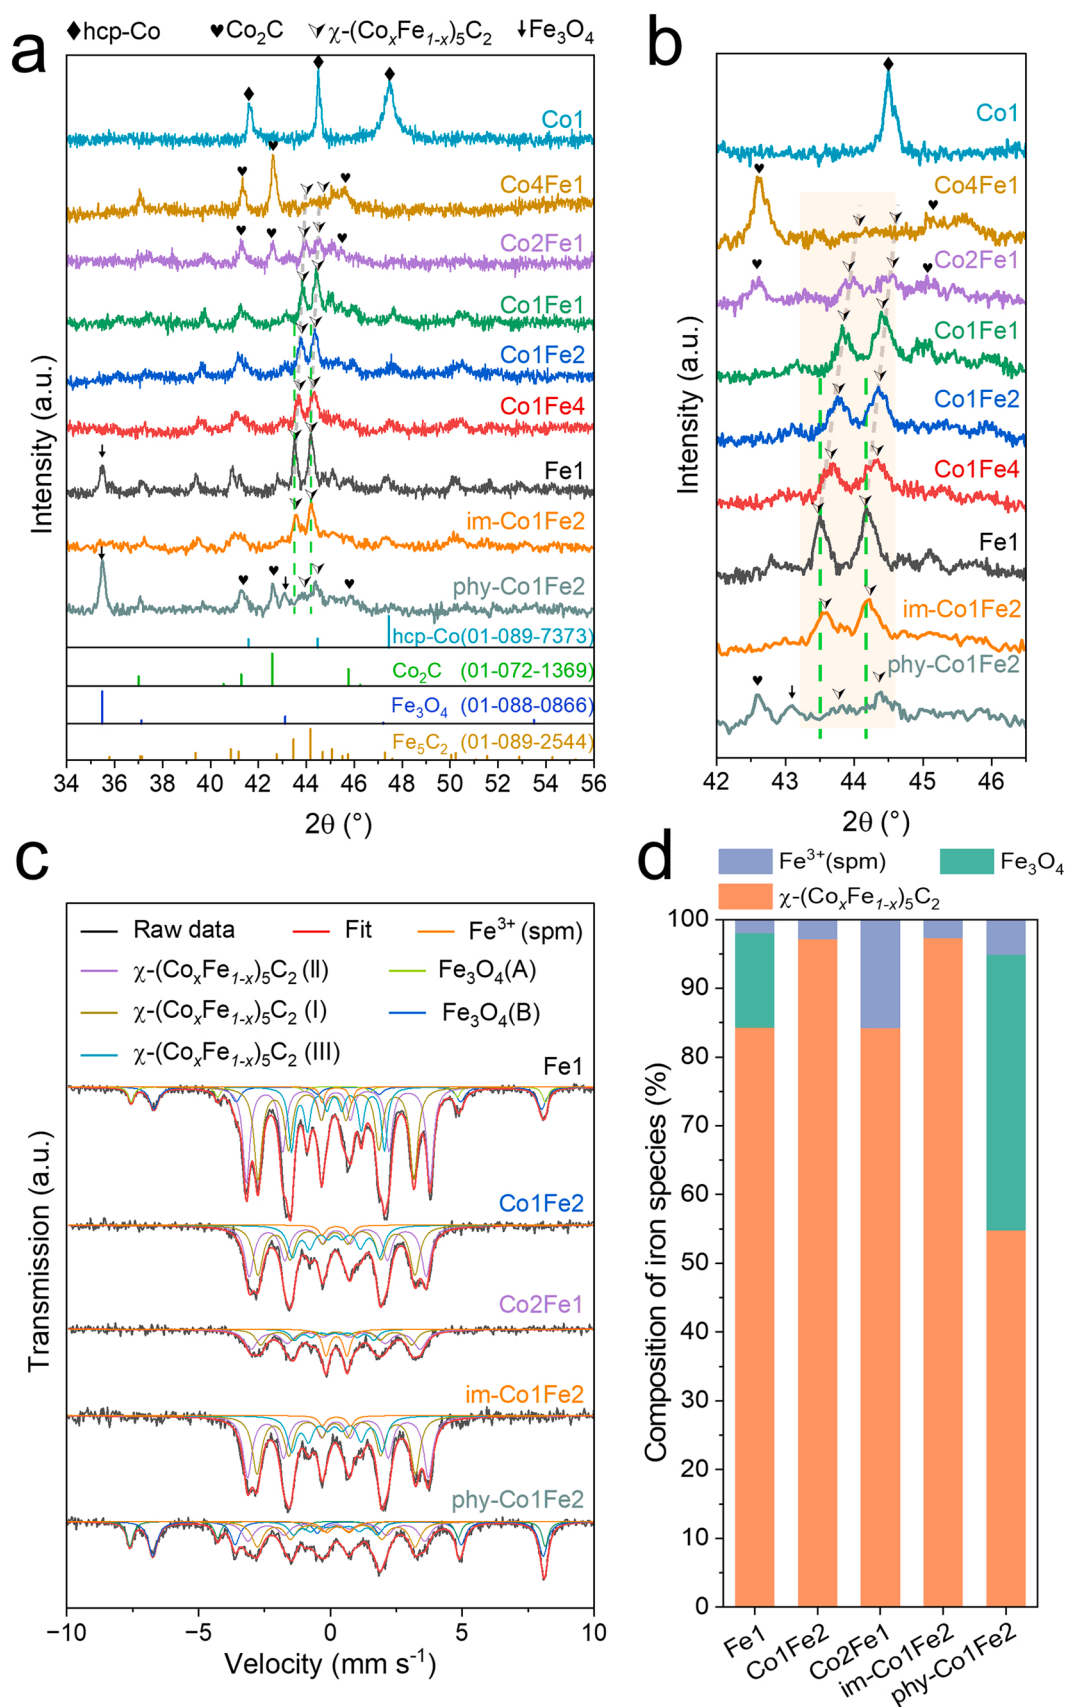 a
♦hcp-Co ♥Co₂C χ-(CoₓFe₁₋ₓ)₅C₂ ↓Fe₃O₄
Co1
Co4Fe1
Co2Fe1
Co1Fe1
Co1Fe2
Co1Fe4
Fe1
im-Co1Fe2
phy-Co1Fe2
hcp-Co(01-089-7373)
Co₂C (01-072-1369)
Fe₃O₄ (01-088-0866)
Fe₅C₂ (01-089-2544)
Intensity (a.u.)
34 36 38 40 42 44 46 48 50 52 54 56
2θ (°)
b
Co1
Co4Fe1
Co2Fe1
Co1Fe1
Co1Fe2
Co1Fe4
Fe1
im-Co1Fe2
phy-Co1Fe2
Intensity (a.u.)
42 43 44 45 46
2θ (°)
c
Raw data Fit Fe³⁺(spm)
χ-(CoₓFe₁₋ₓ)₅C₂ (II) Fe₃O₄(A)
χ-(CoₓFe₁₋ₓ)₅C₂ (I) Fe₃O₄(B)
χ-(CoₓFe₁₋ₓ)₅C₂ (III)
Fe1
Co1Fe2
Co2Fe1
im-Co1Fe2
phy-Co1Fe2
Transmission (a.u.)
−10 −5 0 5 10
Velocity (mm s⁻¹)
d
Fe³⁺(spm) Fe₃O₄
χ-(CoₓFe₁₋ₓ)₅C₂
100
90
80
70
60
50
40
30
20
10
0
Composition of iron species (%)
Fe1 Co1Fe2 Co2Fe1 im-Co1Fe2 phy-Co1Fe2